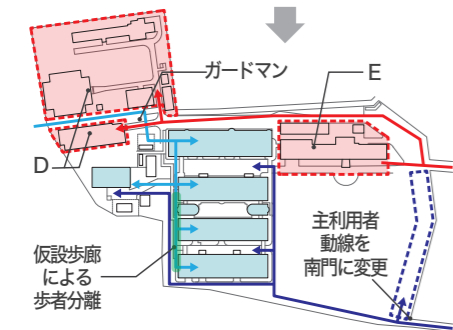 ガードマン
E
D
仮設歩廊
による
歩者分離
主利用者
動線を
南門に変更